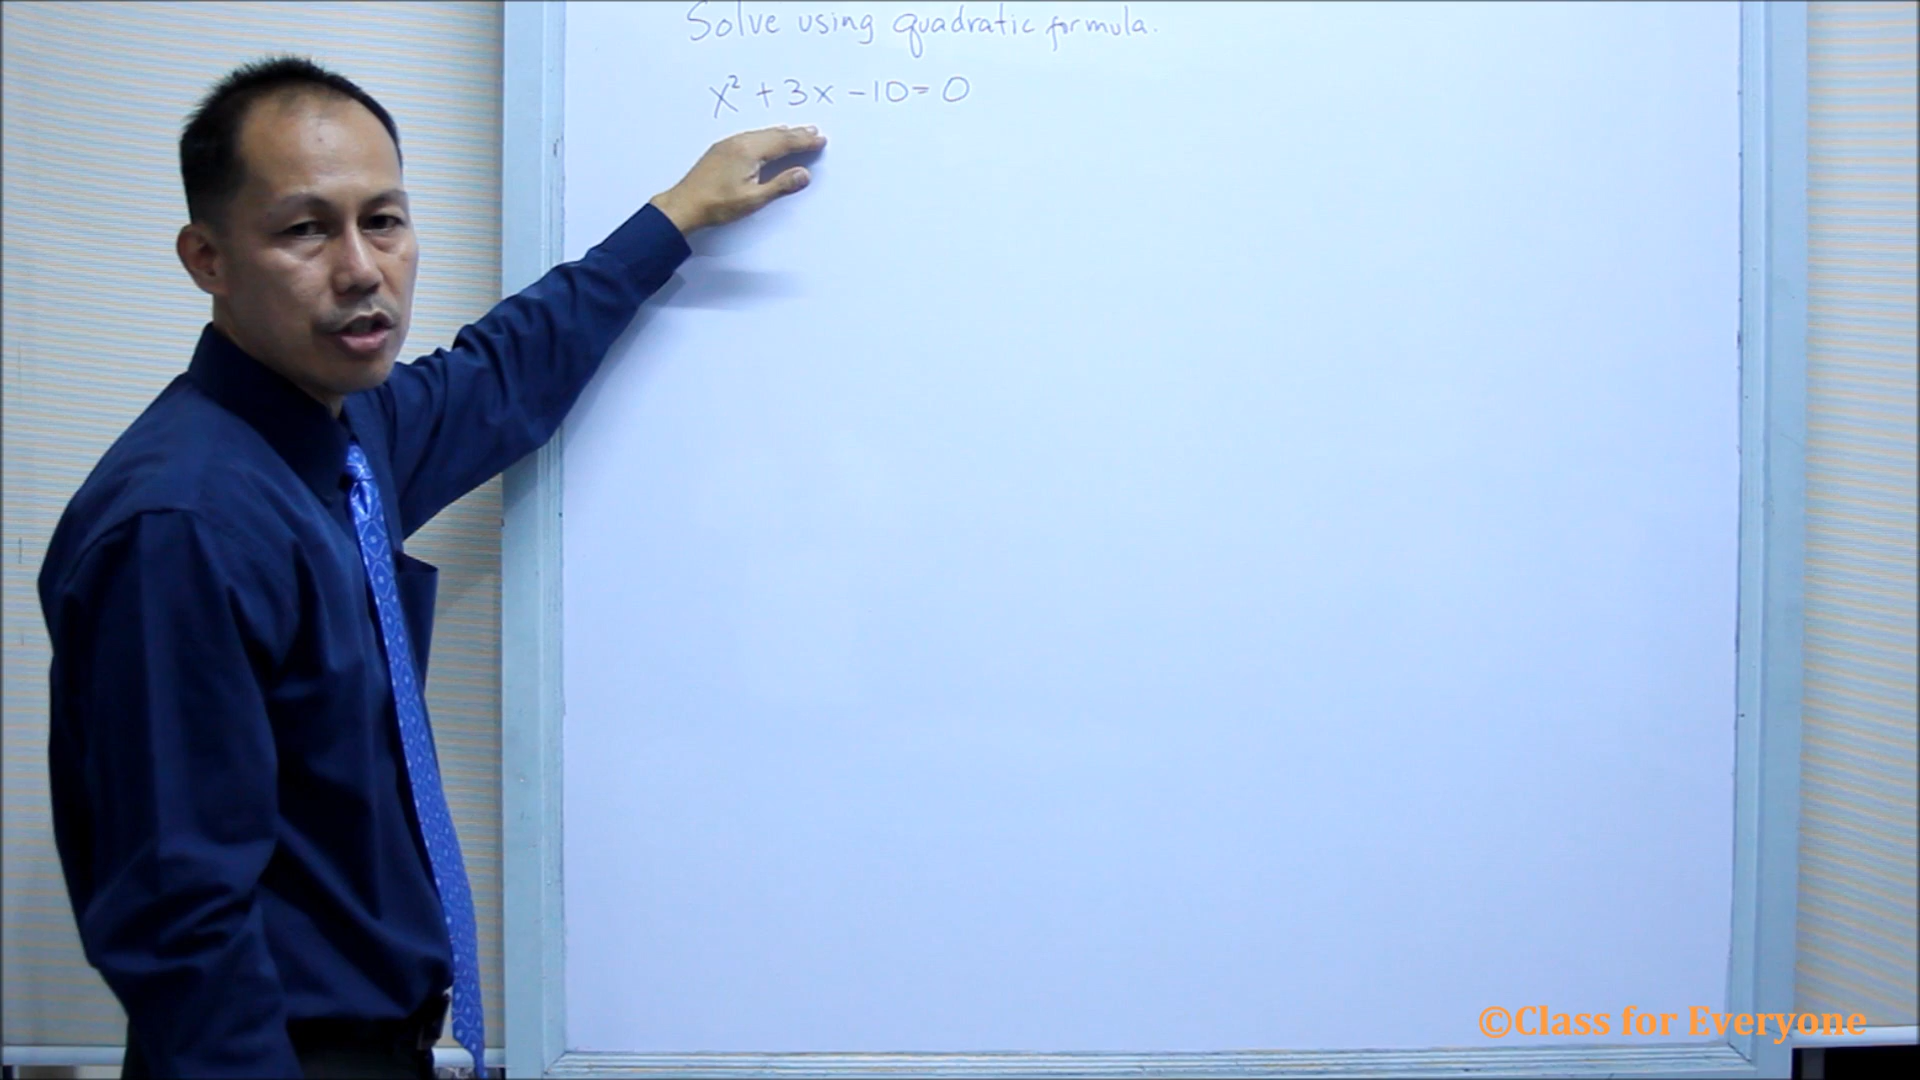 Solve using quadratic formula.
x² + 3x - 10 = 0
©Class for Everyone